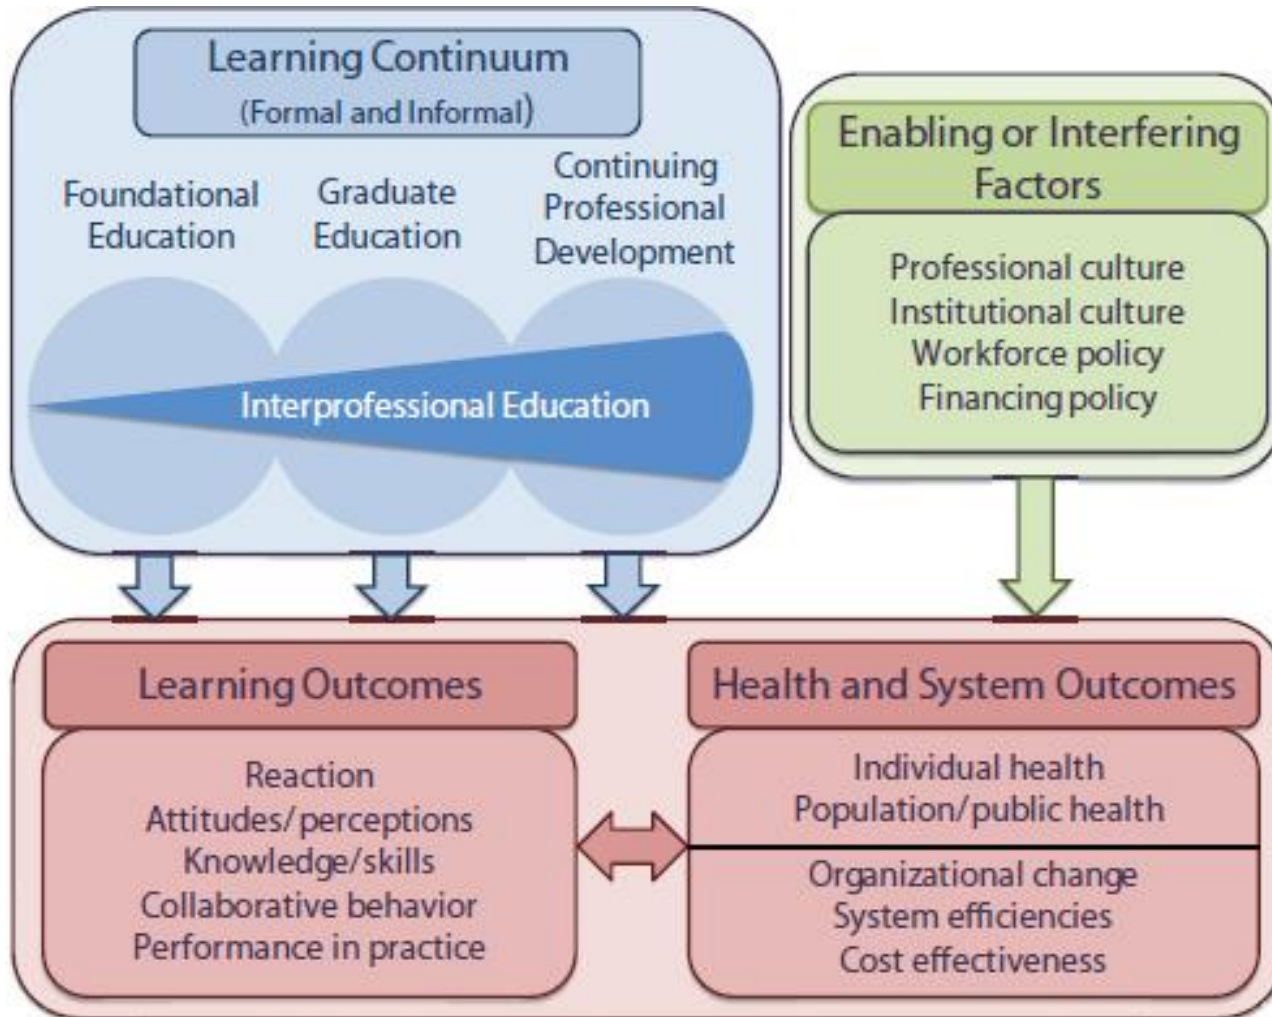 Learning Continuum
(Formal and Informal)
Foundational
Education
Graduate
Education
Continuing
Professional
Development
Interprofessional Education
Enabling or Interfering
Factors
Professional culture
Institutional culture
Workforce policy
Financing policy
Learning Outcomes
Reaction
Attitudes/perceptions
Knowledge/skills
Collaborative behavior
Performance in practice
Health and System Outcomes
Individual health
Population/public health
Organizational change
System efficiencies
Cost effectiveness